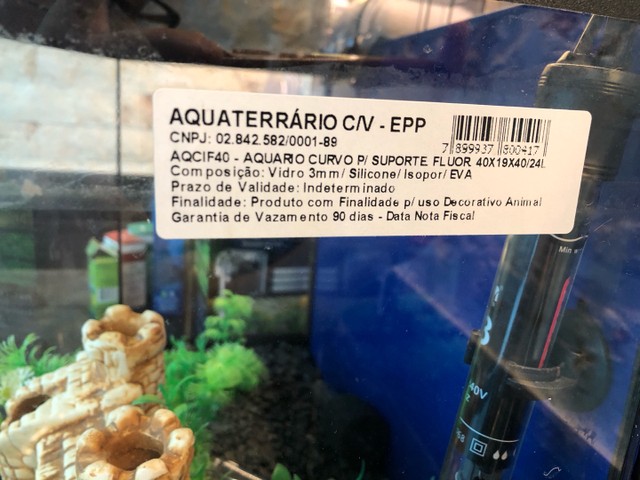 AQUATERRÁRIO C/V - EPP
CNPJ: 02.842.582/0001-89
7 899937 800417
AQCIF40 - AQUARIO CURVO P/ SUPORTE. FLUOR. 40X19X40/24L
Composição: Vidro 3mm/ Silicone/ Isopor/ EVA
Prazo de Validade: Indeterminado
Finalidade: Produto com Finalidade p/ uso Decorativo Animal
Garantia de Vazamento 90 dias - Data Nota Fiscal
Min